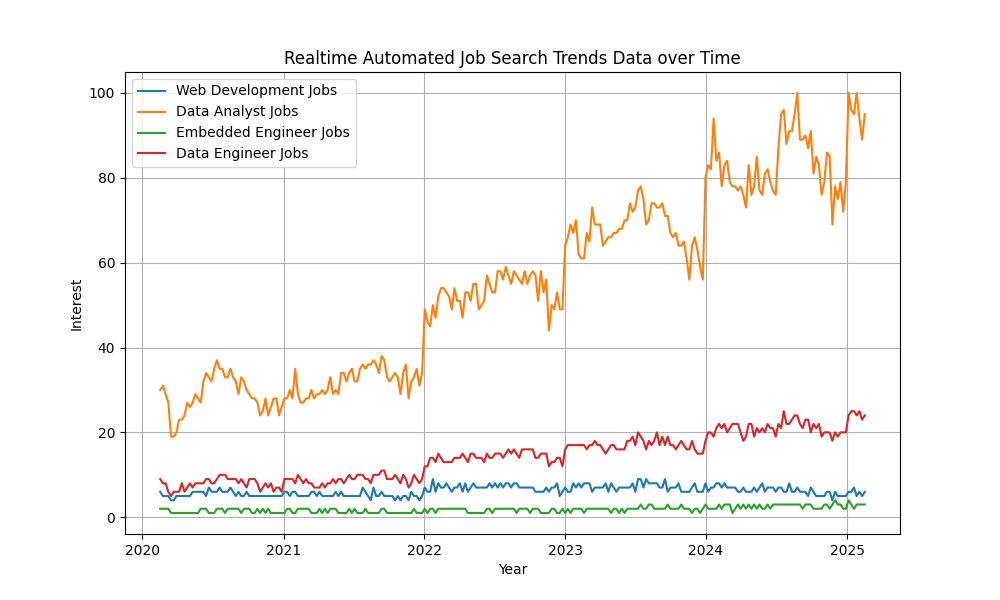 Realtime Automated Job Search Trends Data over Time
Web Development Jobs
Data Analyst Jobs
Embedded Engineer Jobs
Data Engineer Jobs
100
80
60
40
20
0
Interest
2020 2021 2022 2023 2024 2025
Year